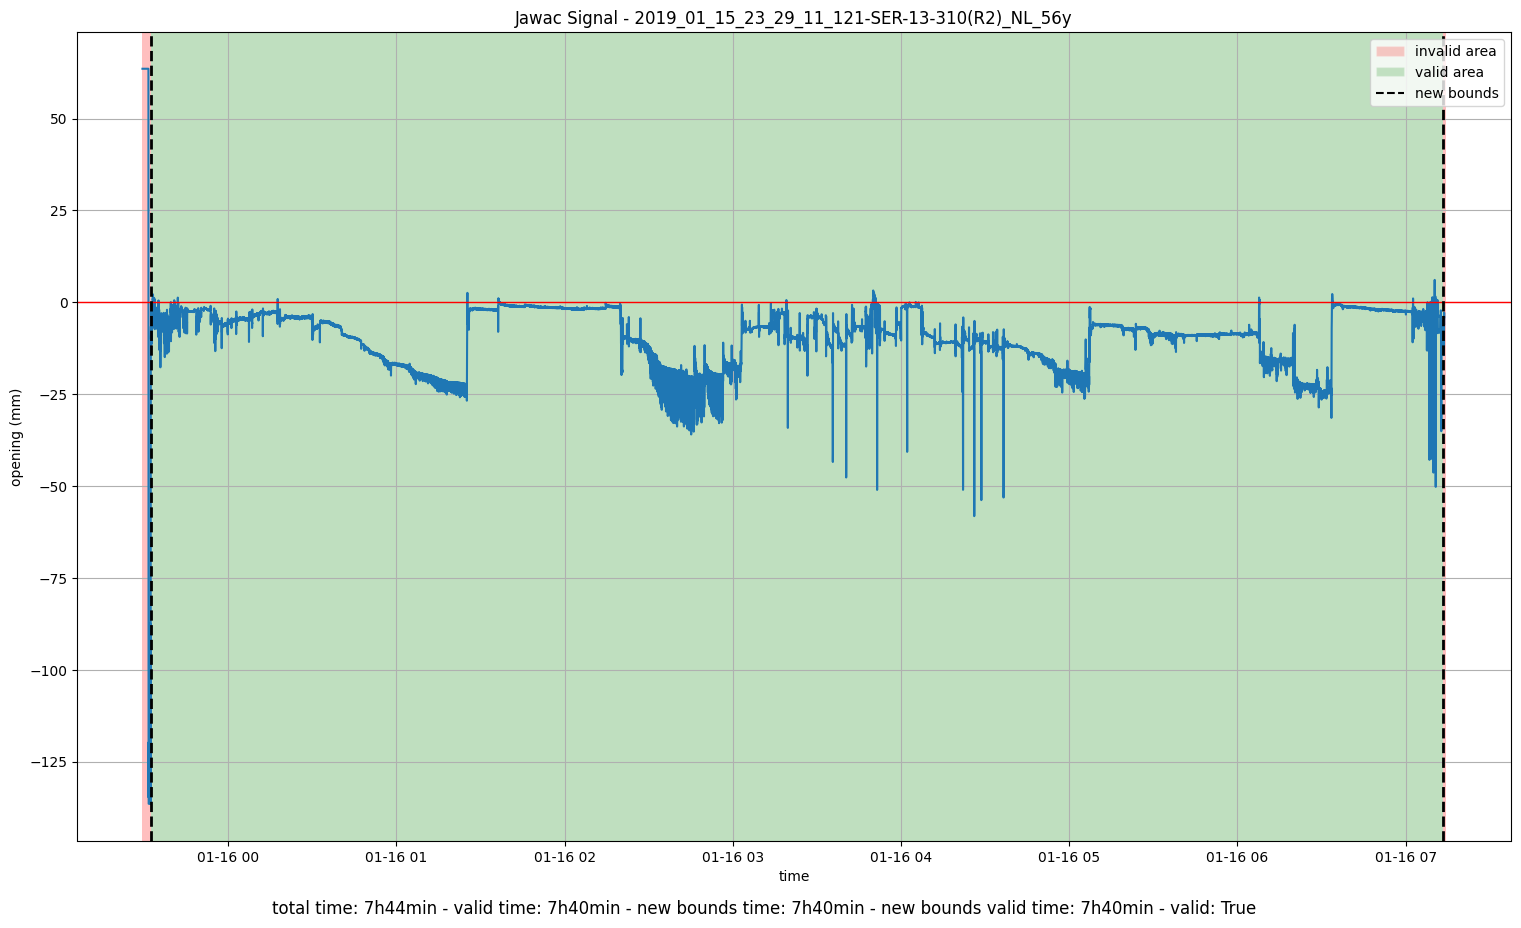 Jawac Signal - 2019_01_15_23_29_11_121-SER-13-310(R2)_NL_56y
invalid area
valid area
new bounds
50
25
0
−25
−50
−75
−100
−125
opening (mm)
01-16 00
01-16 01
01-16 02
01-16 03
01-16 04
01-16 05
01-16 06
01-16 07
time
total time: 7h44min - valid time: 7h40min - new bounds time: 7h40min - new bounds valid time: 7h40min - valid: True